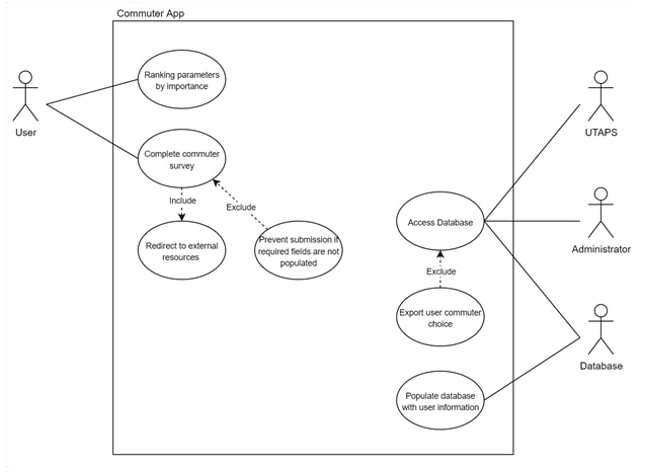 Commuter App
Ranking parameters
by importance
User
UTAPS
Complete commuter
survey
Include
Exclude
Redirect to external
resources
Prevent submission if
required fields are not
populated
Access Database
Administrator
Exclude
Export user commuter
choice
Database
Populate database
with user information